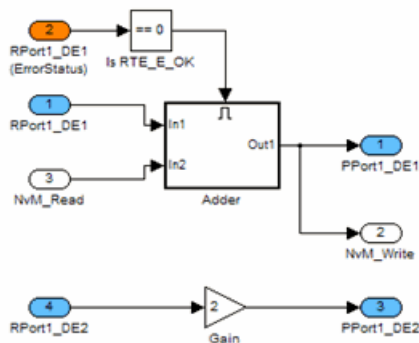 2
RPort1_DE1
(ErrorStatus)
== 0
Is RTE_E_OK
1
RPort1_DE1
In1
3
NvM_Read
In2
Out1
Adder
1
PPort1_DE1
2
NvM_Write
4
RPort1_DE2
2
Gain
3
PPort1_DE2